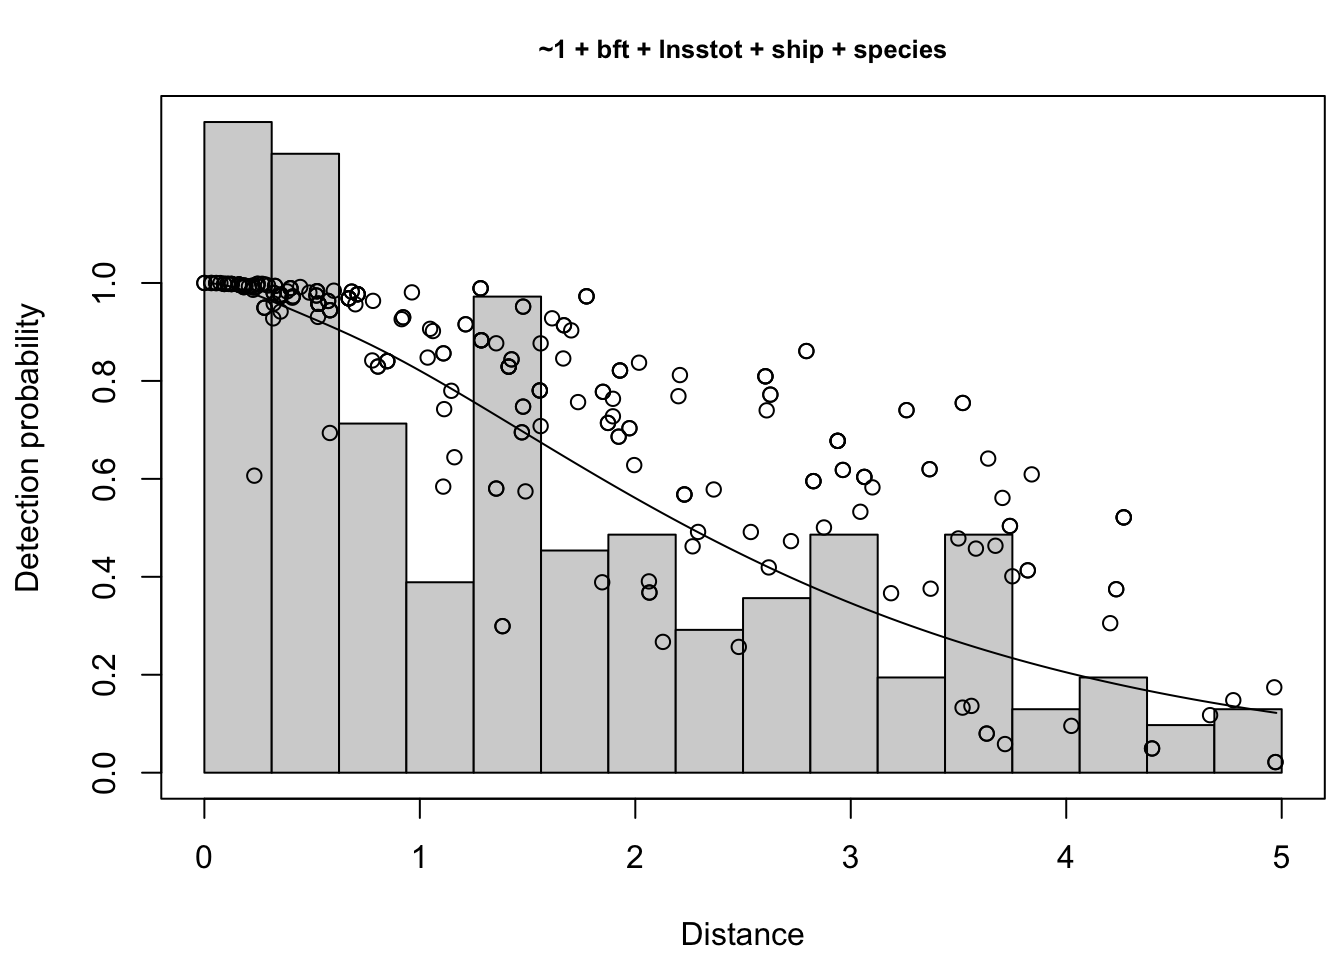 ~1 + bft + lnsstot + ship + species
Detection probability
1.0
0.8
0.6
0.4
0.2
0.0
0 1 2 3 4 5
Distance